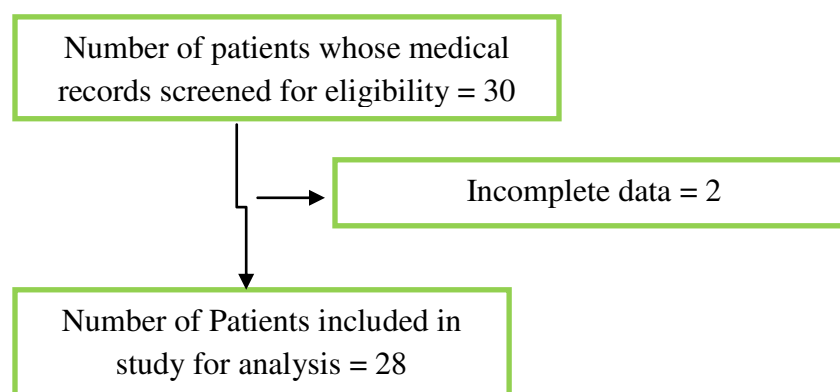 Number of patients whose medical
records screened for eligibility = 30
Incomplete data = 2
Number of Patients included in
study for analysis = 28